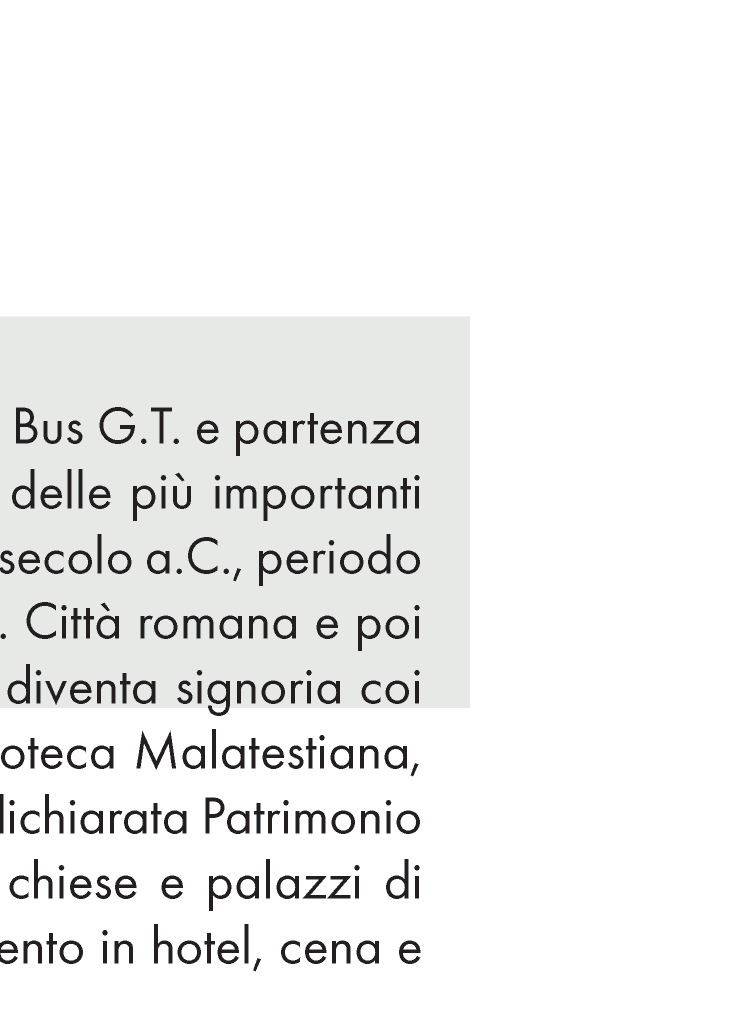 Bus G.T. e partenza
delle più importanti
secolo a.C., periodo
. Città romana e poi
diventa signoria coi
oteca Malatestiana,
dichiarata Patrimonio
chiese e palazzi di
ento in hotel, cena e